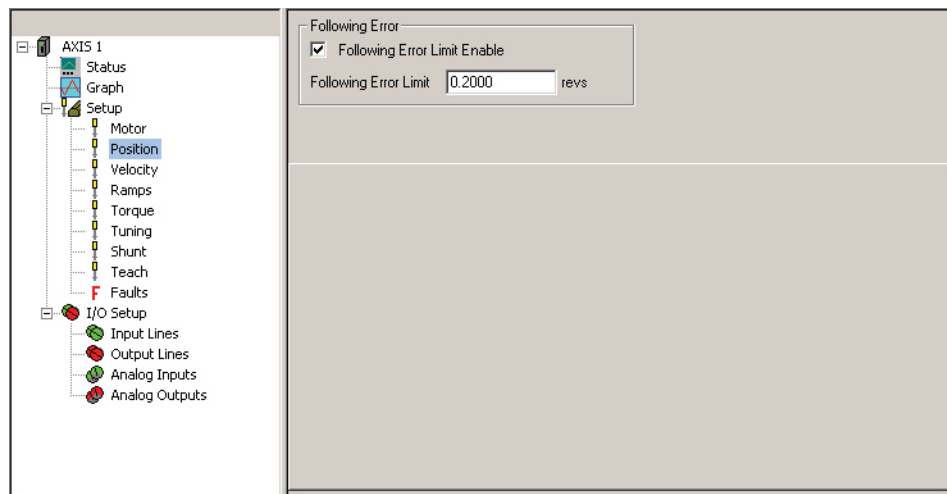 AXIS 1
Status
Graph
Setup
Motor
Position
Velocity
Ramps
Torque
Tuning
Shunt
Teach
F Faults
I/O Setup
Input Lines
Output Lines
Analog Inputs
Analog Outputs
Following Error
Following Error Limit Enable
Following Error Limit 0.2000 revs